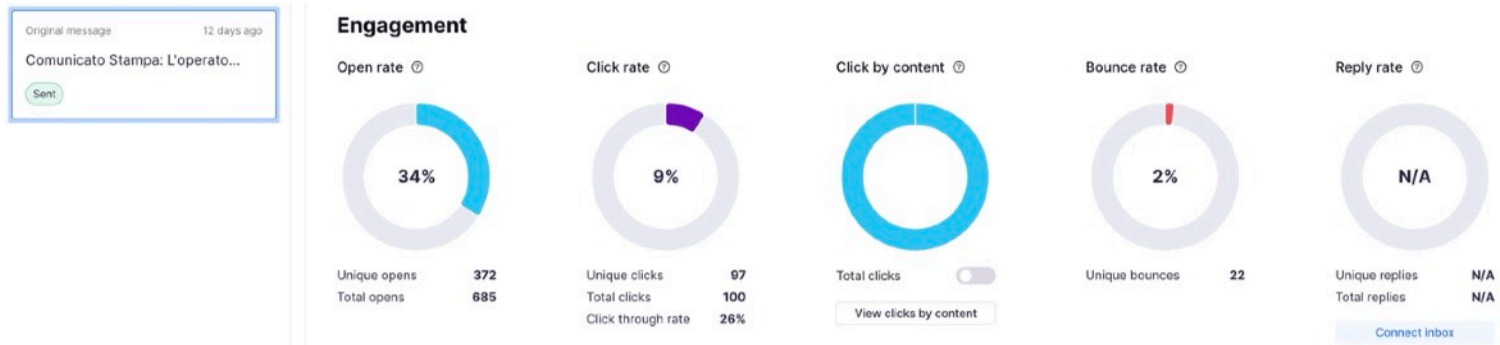 Original message 12 days ago
Comunicato Stampa: L'operato...
Sent
Engagement
Open rate
34%
Unique opens 372
Total opens 685
Click rate
9%
Unique clicks 97
Total clicks 100
Click through rate 26%
Click by content
Total clicks
View clicks by content
Bounce rate
2%
Unique bounces 22
Reply rate
N/A
Unique replies N/A
Total replies N/A
Connect inbox